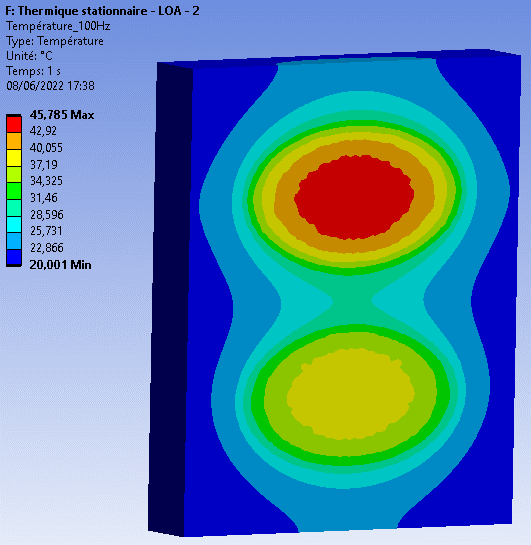 F: Thermique stationnaire - LOA - 2
Température_100Hz
Type: Température
Unité: °C
Temps: 1 s
08/06/2022 17:38
45,785 Max
42,92
40,055
37,19
34,325
31,46
28,596
25,731
22,866
20,001 Min